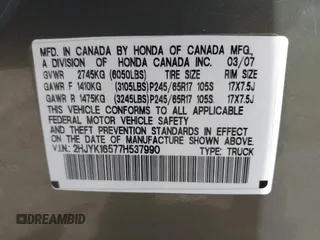 MFD. IN CANADA BY HONDA OF CANADA MFG.,
A DIVISION OF HONDA CANADA INC. 03/07
GVWR 2745KG (6050LBS) TIRE SIZE RIM SIZE
GAWR F 1410KG (3105LBS) P245/65R17 105S 17X7.5J
GAWR R 1475KG (3245LBS) P245/65R17 105S 17X7.5J
THIS VEHICLE CONFORMS TO ALL APPLICABLE
FEDERAL MOTOR VEHICLE SAFETY STANDARDS IN EFFECT
ON THE DATE OF MANUFACTURE SHOWN ABOVE.
V.I.N.: 2HJYK16577H537990 TYPE: TRUCK
DREAMBID